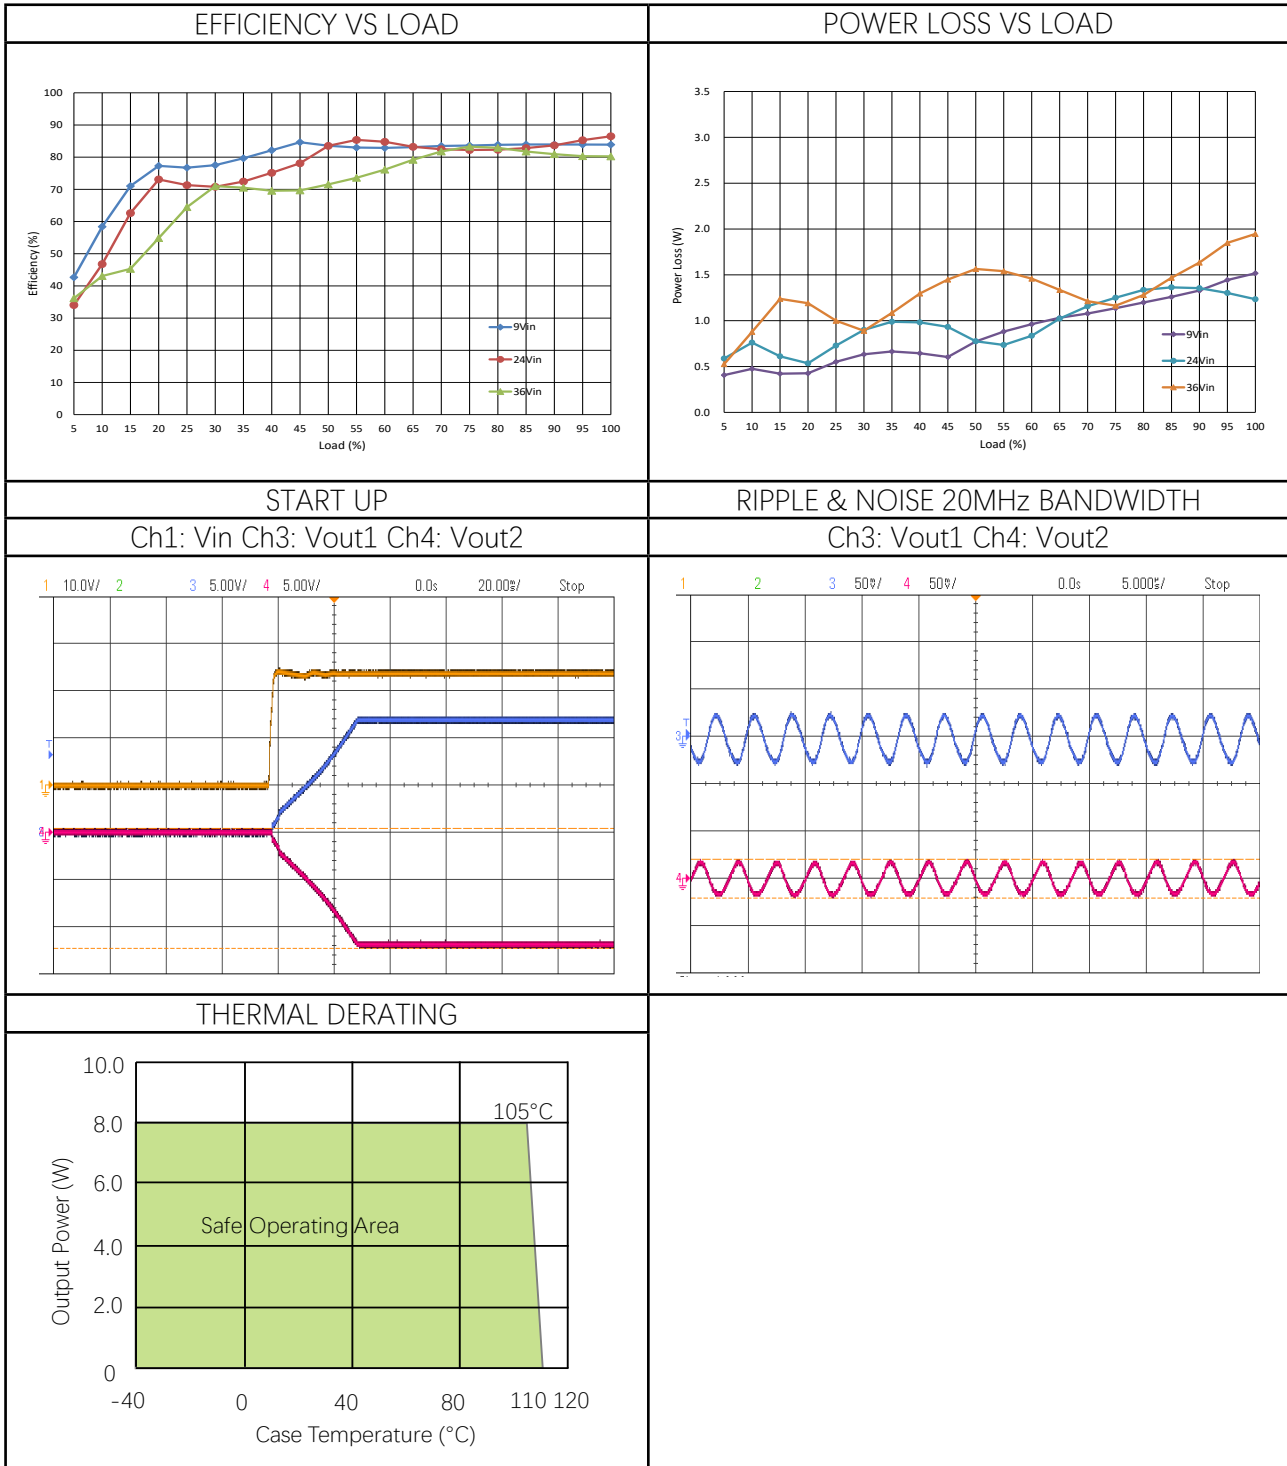 EFFICIENCY VS LOAD
100
90
80
70
60
50
40
30
20
10
0
Efficiency (%)
5 10 15 20 25 30 35 40 45 50 55 60 65 70 75 80 85 90 95 100
Load (%)
9Vin
24Vin
36Vin
POWER LOSS VS LOAD
3.5
3.0
2.5
2.0
1.5
1.0
0.5
0.0
Power Loss (W)
5 10 15 20 25 30 35 40 45 50 55 60 65 70 75 80 85 90 95 100
Load (%)
9Vin
24Vin
36Vin
START UP
Ch1: Vin Ch3: Vout1 Ch4: Vout2
1 10.0V/ 2 3 5.00V/ 4 5.00V/ 0.0s 20.00ms/ Stop
T
1
RIPPLE & NOISE 20MHz BANDWIDTH
Ch3: Vout1 Ch4: Vout2
1 2 3 50mV/ 4 50mV/ 0.0s Stop
T
3
4
THERMAL DERATING
10.0
8.0
6.0
4.0
2.0
0
Output Power (W)
105°C
Safe Operating Area
-40 0 40 80 110 120
Case Temperature (°C)